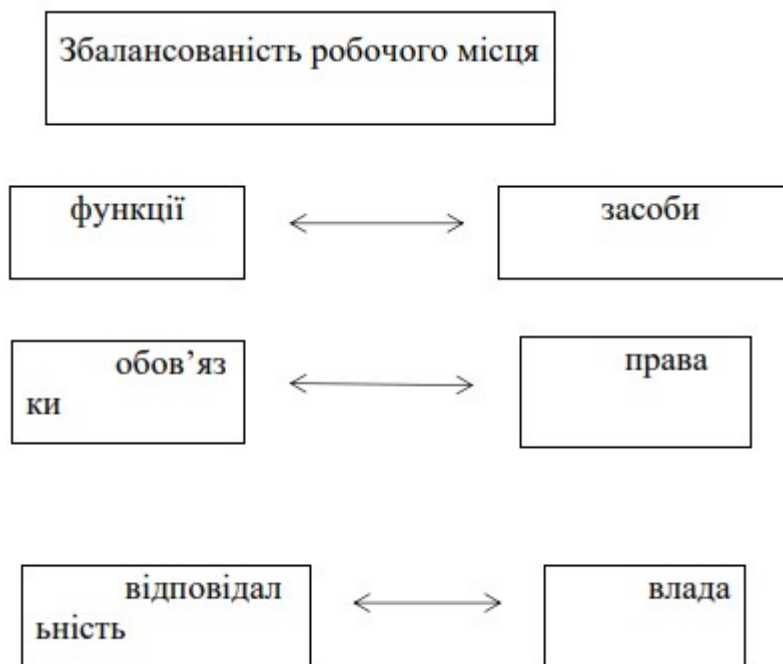 Збалансованість робочого місця
функції
засоби
обов’яз
ки
права
відповідал
ьність
влада